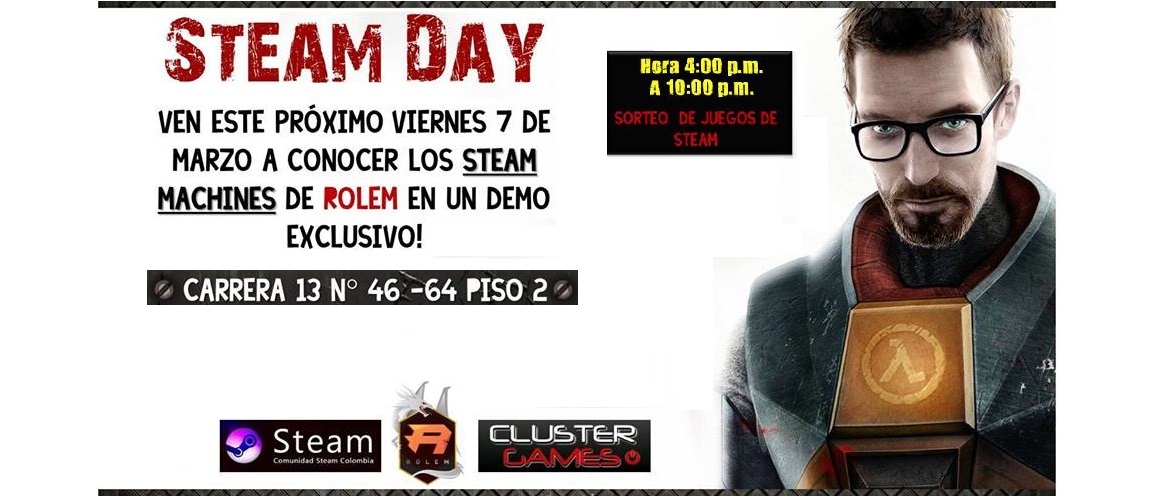 STEAM DAY
VEN ESTE PRÓXIMO VIERNES 7 DE
MARZO A CONOCER LOS STEAM
MACHINES DE ROLEM EN UN DEMO
EXCLUSIVO!
CARRERA 13 N° 46 -64 PISO 2
Hora 4:00 p.m.
A 10:00 p.m.
SORTEO DE JUEGOS DE
STEAM
Steam
Comunidad Steam Colombia
ROLEM
CLUSTER
GAMES